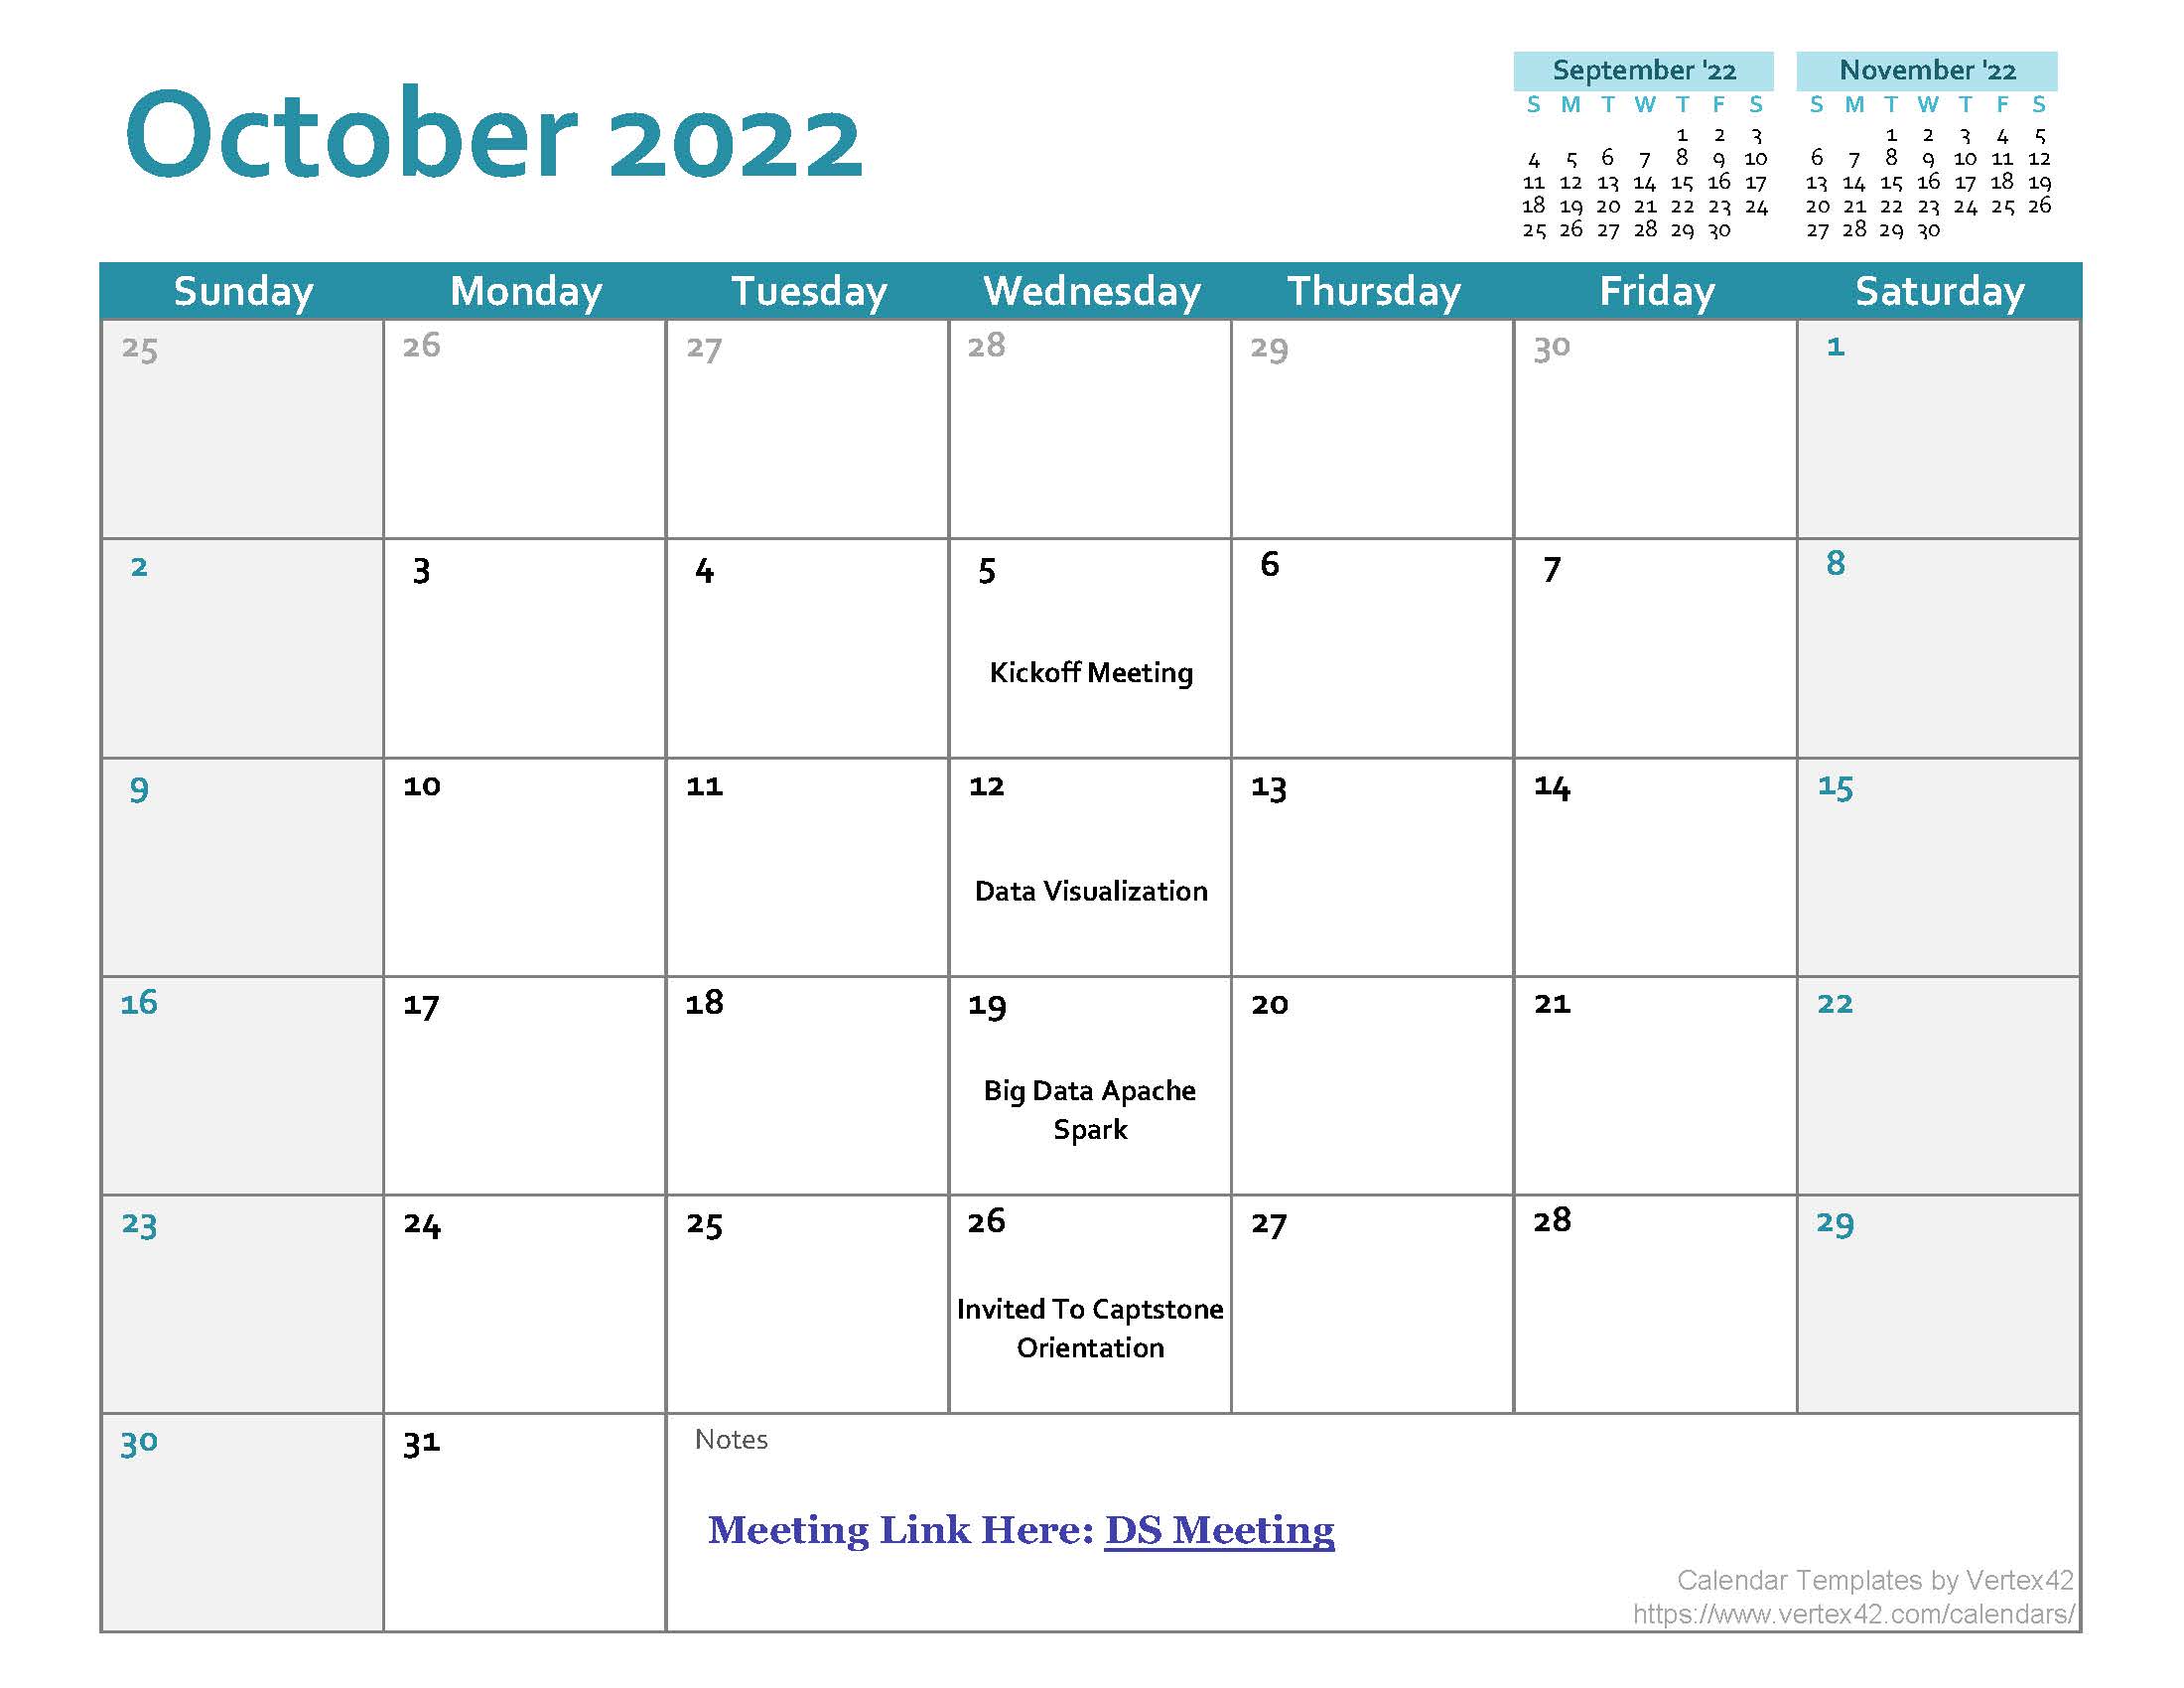 October 2022
September '22
S M T W T F S
1 2 3
4 5 6 7 8 9 10
11 12 13 14 15 16 17
18 19 20 21 22 23 24
25 26 27 28 29 30
November '22
S M T W T F S
1 2 3 4 5
6 7 8 9 10 11 12
13 14 15 16 17 18 19
20 21 22 23 24 25 26
27 28 29 30
Sunday Monday Tuesday Wednesday Thursday Friday Saturday
25 26 27 28 29 30 1
2 3 4 5 6 7 8
Kickoff Meeting
9 10 11 12 13 14 15
Data Visualization
16 17 18 19 20 21 22
Big Data Apache
Spark
23 24 25 26 27 28 29
Invited To Captstone
Orientation
30 31 Notes
Meeting Link Here: DS Meeting
Calendar Templates by Vertex42
https://www.vertex42.com/calendars/